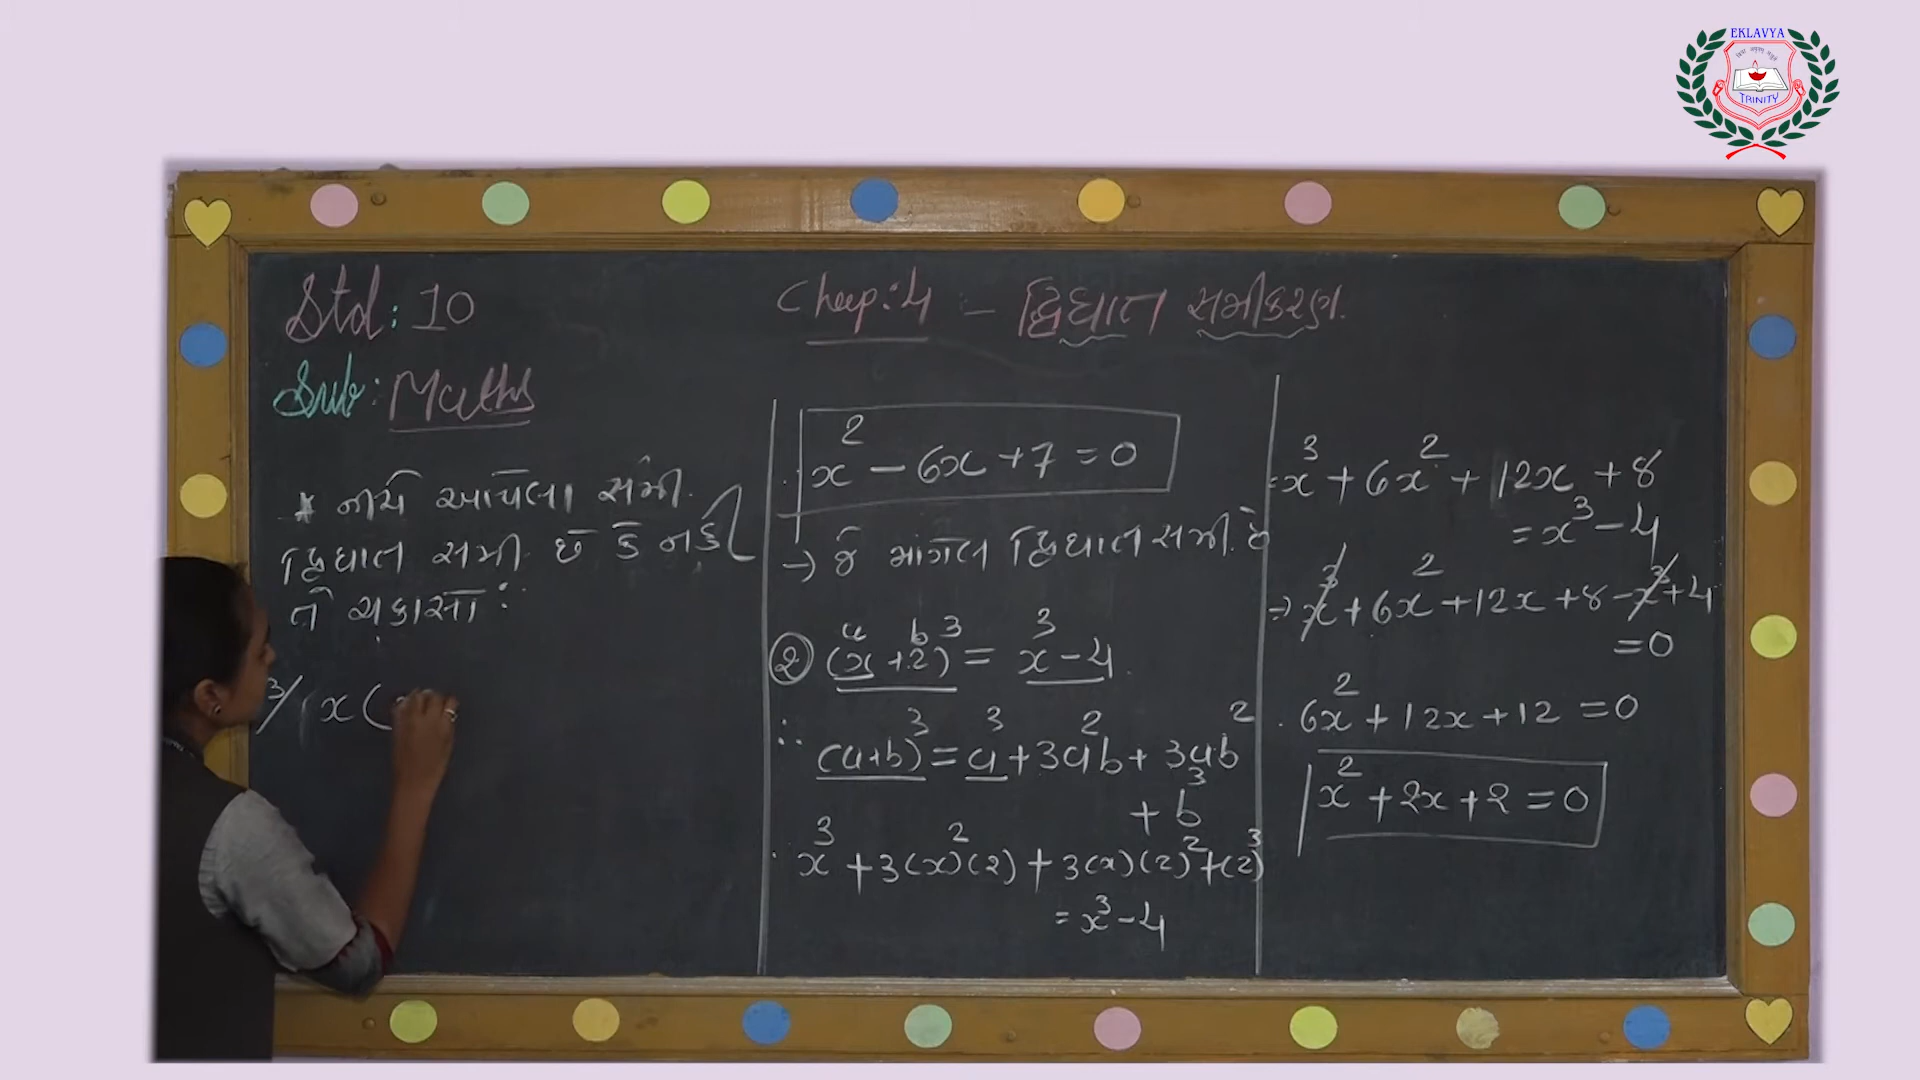 EKLAVYA
TRINITY
Std: 10
Chep: 4 - દ્વિઘાત સમીકરણ.
Sub: Maths
* નીચે આપેલા સમી.
દ્વિઘાત સમી. છે કે નહીં
તે ચકાસો:
3/ x(
x² - 6x + 7 = 0
→ જે માંગેલ દ્વિઘાત સમી. છે
② (x+2)³ = x³ - 4
a b
∴ (a+b)³ = a³ + 3a²b + 3ab²
+ b³
∴ x³ + 3(x)²(2) + 3(x)(2)² + (2)³
= x³ - 4
= x³ + 6x² + 12x + 8
= x³ - 4
⇒ x³ + 6x² + 12x + 8 - x³ + 4
= 0
6x² + 12x + 12 = 0
x² + 2x + 2 = 0